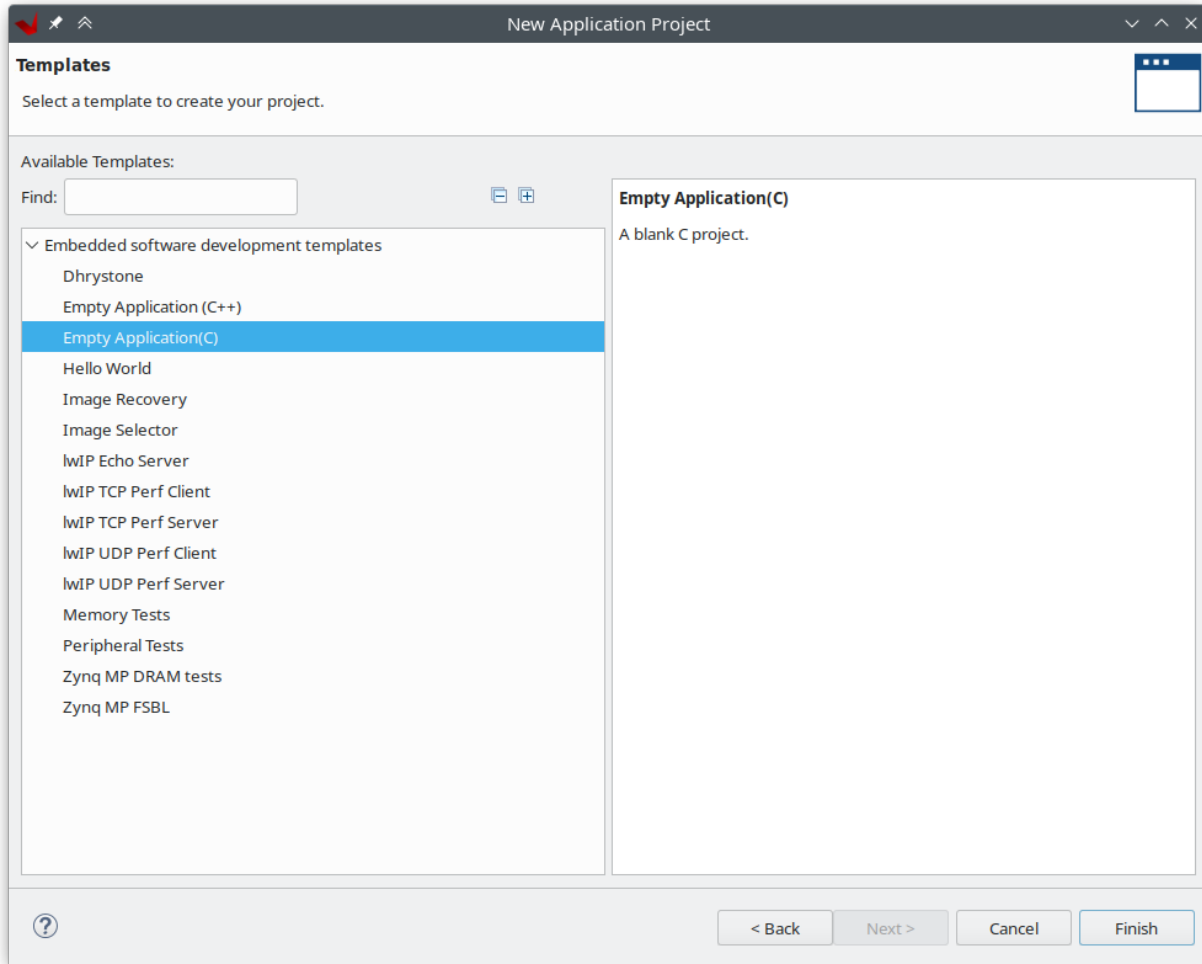 New Application Project
Templates
Select a template to create your project.
Available Templates:
Find:
Embedded software development templates
Dhrystone
Empty Application (C++)
Empty Application(C)
Hello World
Image Recovery
Image Selector
lwIP Echo Server
lwIP TCP Perf Client
lwIP TCP Perf Server
lwIP UDP Perf Client
lwIP UDP Perf Server
Memory Tests
Peripheral Tests
Zynq MP DRAM tests
Zynq MP FSBL
Empty Application(C)
A blank C project.
?
< Back
Next >
Cancel
Finish